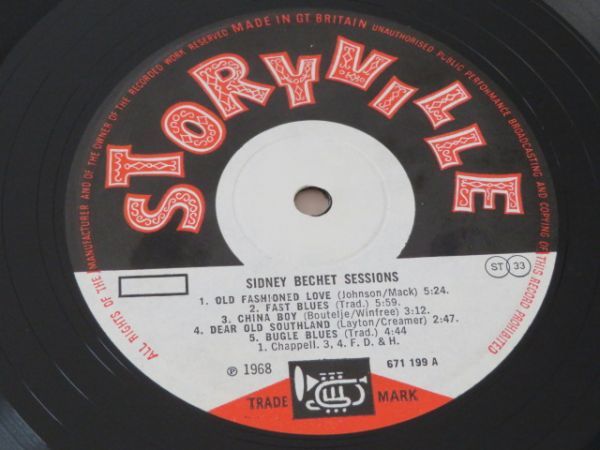 ALL RIGHTS OF THE MANUFACTURER AND OF THE OWNER OF THE RECORDED WORK RESERVED MADE IN GT BRITAIN UNAUTHORISED PUBLIC PERFORMANCE BROADCASTING AND COPYING OF THIS RECORD PROHIBITED
STORYVILLE
SIDNEY BECHET SESSIONS
ST 33
1. OLD FASHIONED LOVE (Johnson/Mack) 5:24.
2. FAST BLUES (Trad.) 5:59.
3. CHINA BOY (Boutelje/Winfree) 3:12.
4. DEAR OLD SOUTHLAND (Layton/Creamer) 2:47.
5. BUGLE BLUES (Trad.) 4:44
1. Chappell. 3, 4. F. D. & H.
℗ 1968
671 199 A
TRADE MARK